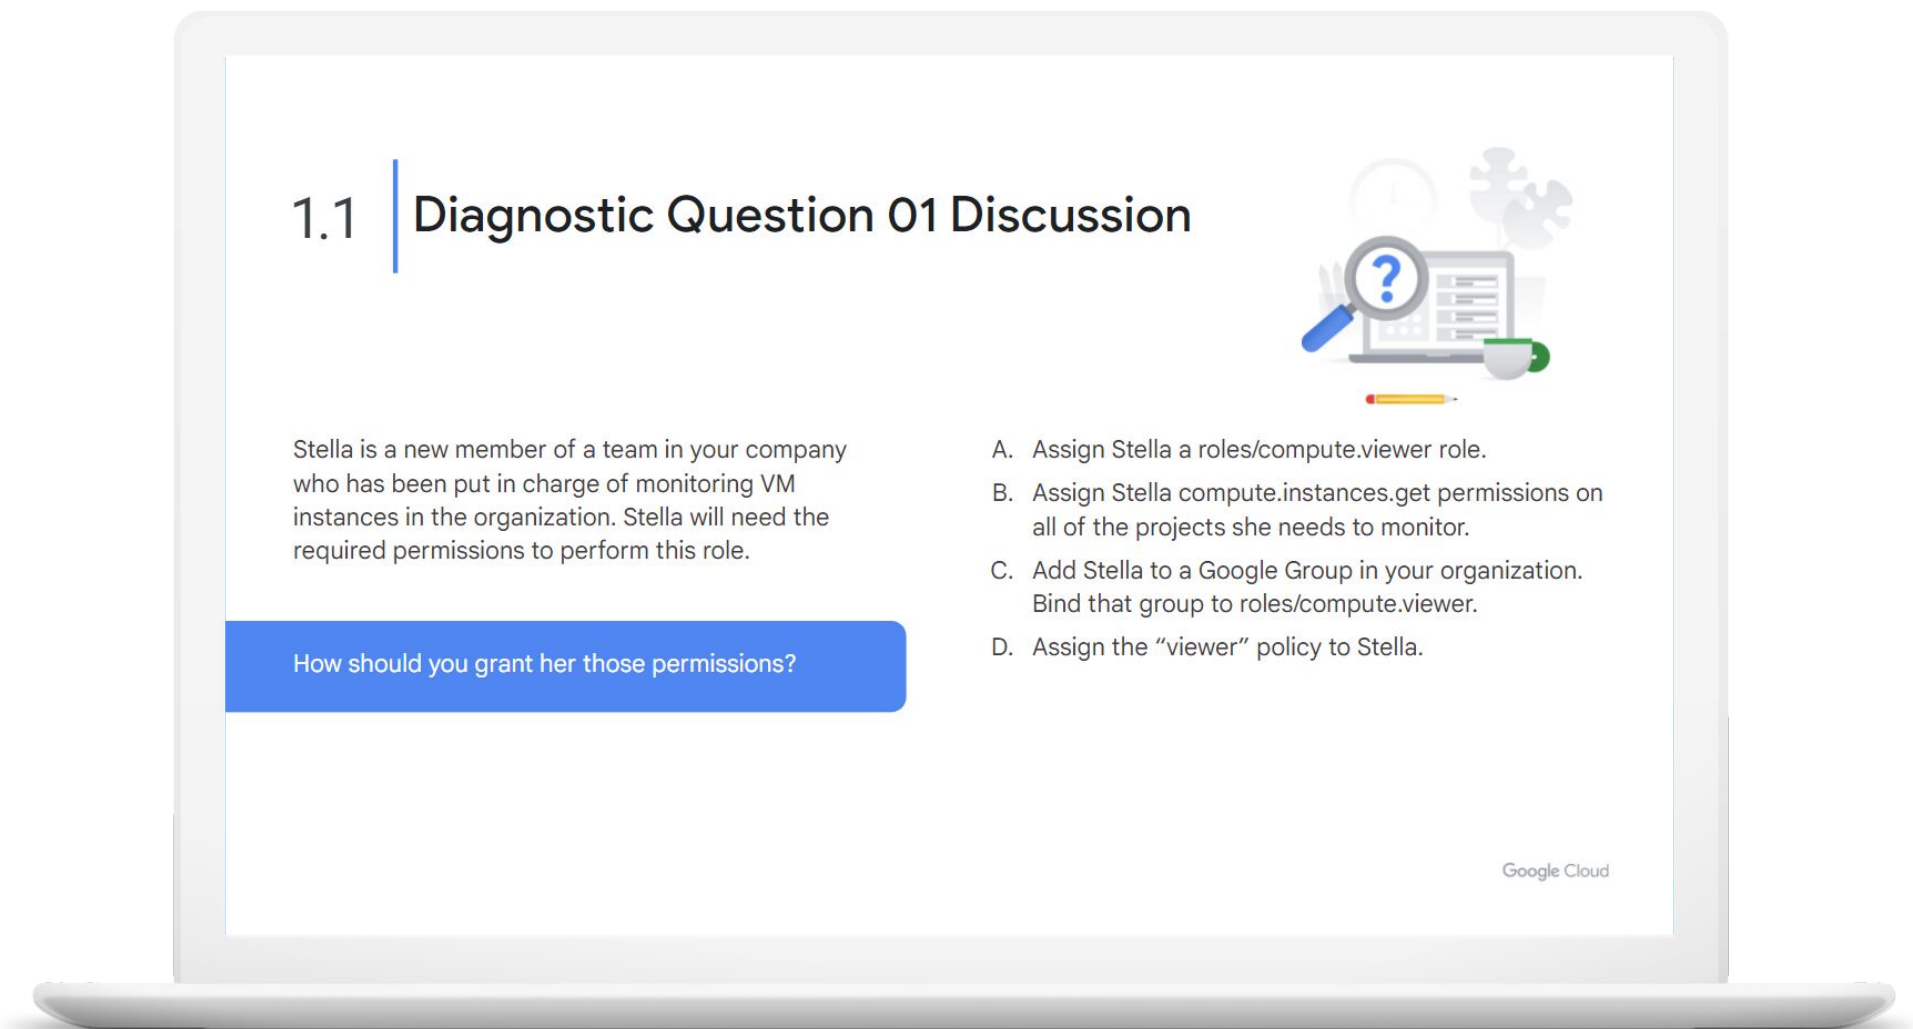 1.1
Diagnostic Question 01 Discussion
?
Stella is a new member of a team in your company
who has been put in charge of monitoring VM
instances in the organization. Stella will need the
required permissions to perform this role.
How should you grant her those permissions?
A. Assign Stella a roles/compute.viewer role.
B. Assign Stella compute.instances.get permissions on
all of the projects she needs to monitor.
C. Add Stella to a Google Group in your organization.
Bind that group to roles/compute.viewer.
D. Assign the “viewer” policy to Stella.
Google Cloud